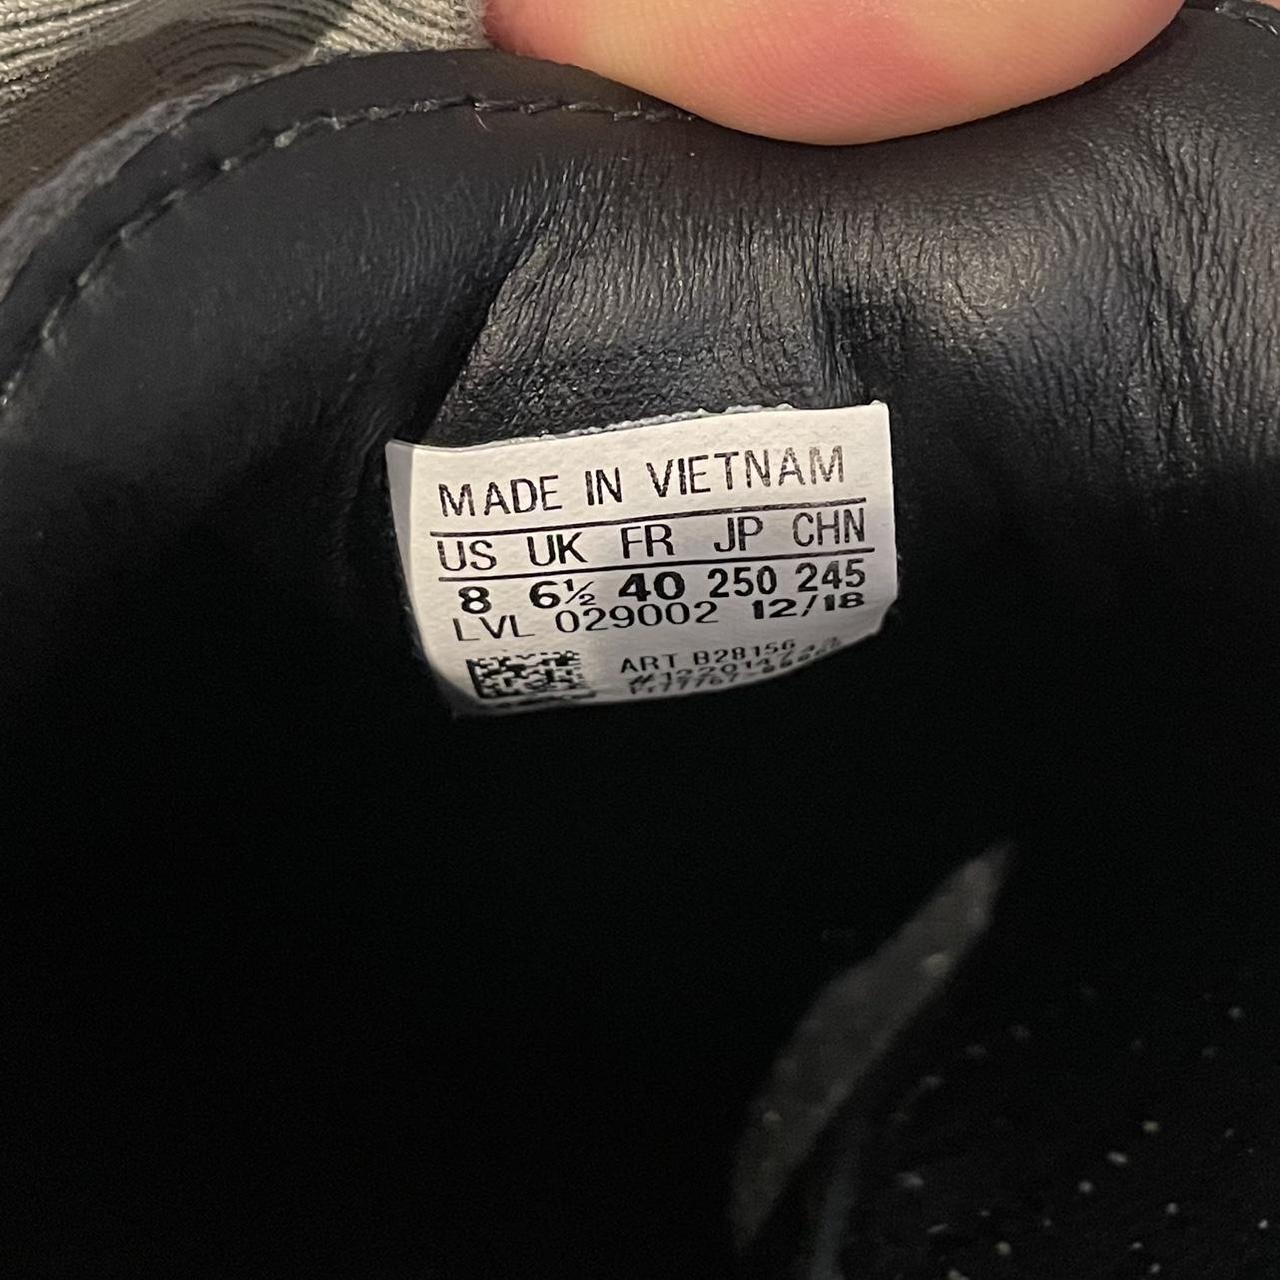 MADE IN VIETNAM
US UK FR JP CHN
8 6½ 40 250 245
LVL 029002 12/18
ART B28156